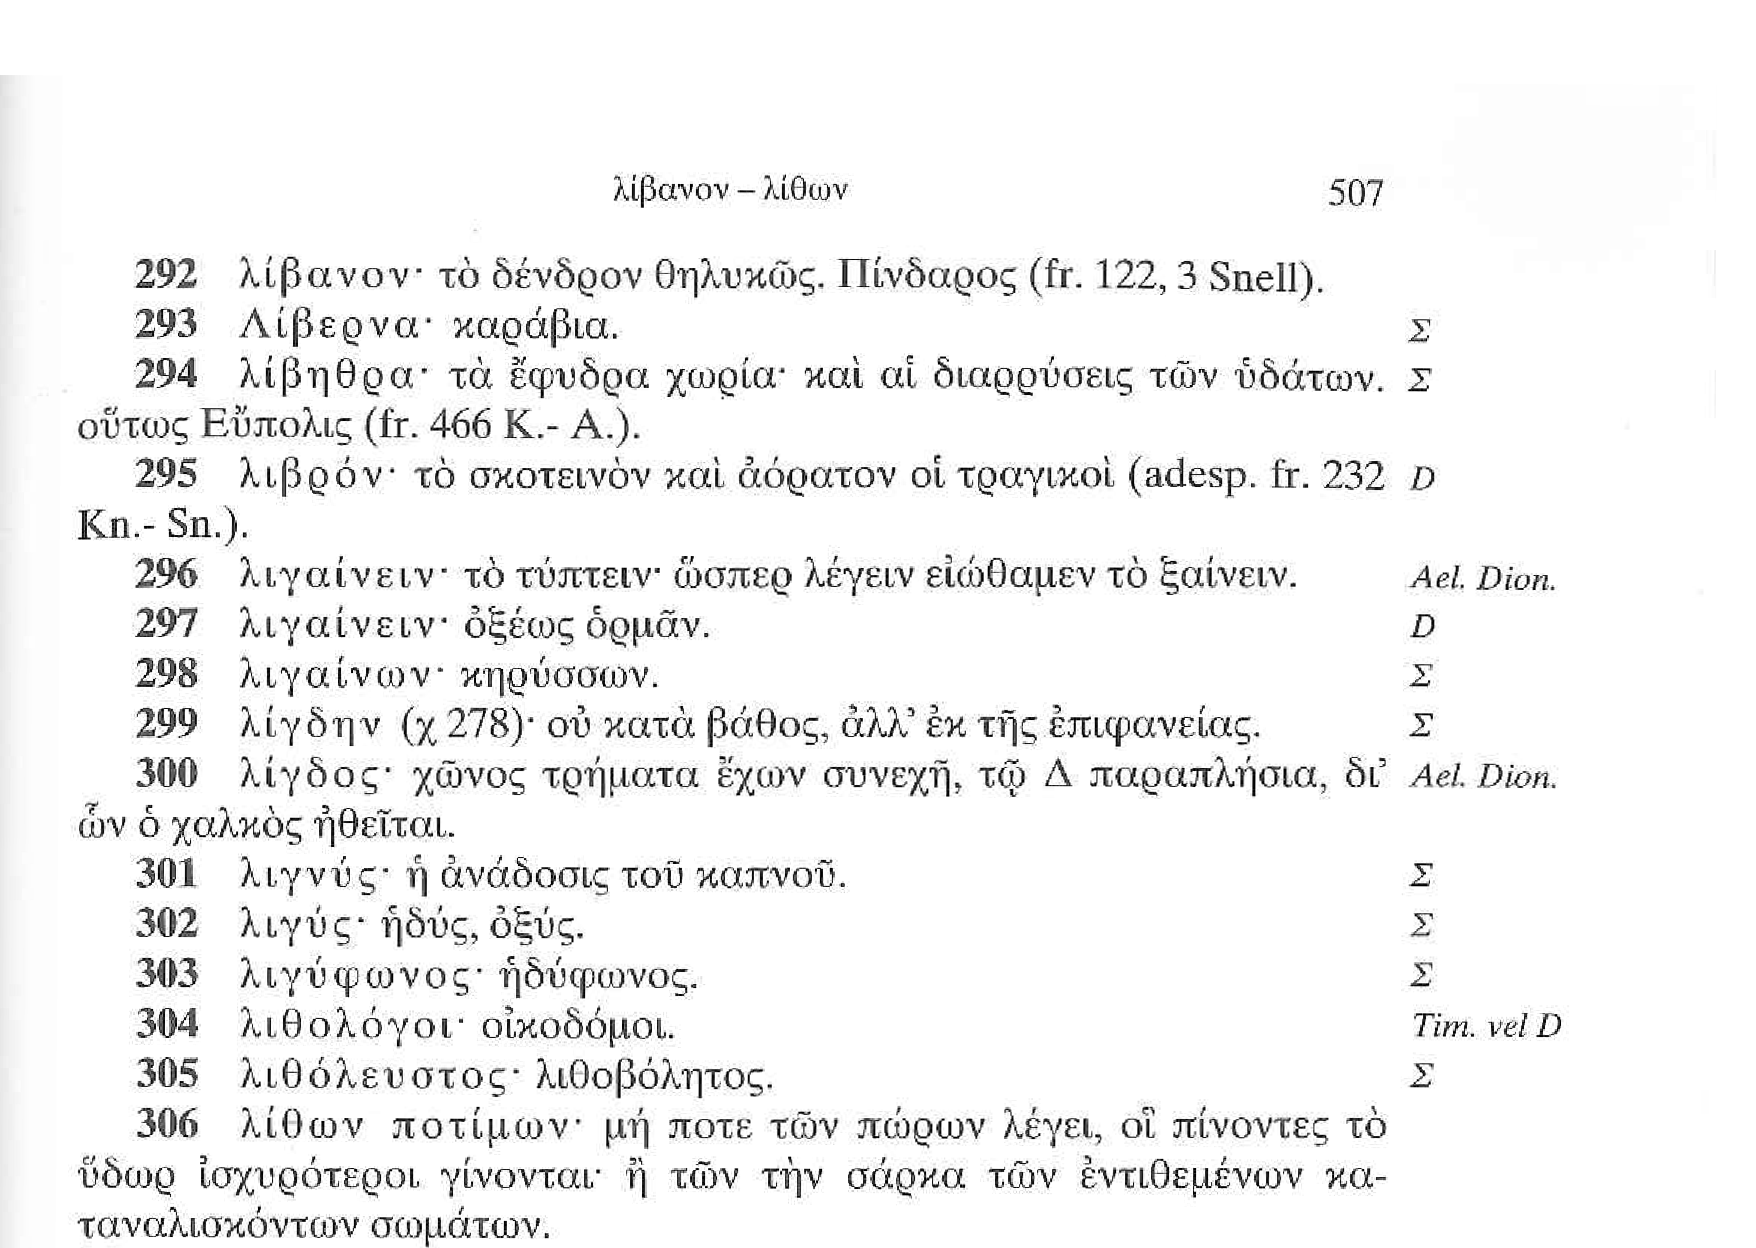 λίβανον – λίθων 507
292 λίβανον· τὸ δένδρον θηλυκῶς. Πίνδαρος (fr. 122, 3 Snell).
293 Λίβερνα· καράβια. Σ
294 λίβηθρα· τὰ ἔφυδρα χωρία· καὶ αἱ διαρρύσεις τῶν ὑδάτων. Σ
οὕτως Εὔπολις (fr. 466 K.- A.).
295 λιβρόν· τὸ σκοτεινὸν καὶ ἀόρατον οἱ τραγικοὶ (adesp. fr. 232 D
Kn.- Sn.).
296 λιγαίνειν· τὸ τύπτειν· ὥσπερ λέγειν εἰώθαμεν τὸ ξαίνειν. Ael. Dion.
297 λιγαίνειν· ὀξέως ὁρμᾶν. D
298 λιγαίνων· κηρύσσων. Σ
299 λίγδην (χ 278)· οὐ κατὰ βάθος, ἀλλ’ ἐκ τῆς ἐπιφανείας. Σ
300 λίγδος· χῶνος τρήματα ἔχων συνεχῆ, τῷ Δ παραπλήσια, δι’ Ael. Dion.
ὧν ὁ χαλκὸς ἠθεῖται.
301 λιγνύς· ἡ ἀνάδοσις τοῦ καπνοῦ. Σ
302 λιγύς· ἡδύς, ὀξύς. Σ
303 λιγύφωνος· ἡδύφωνος. Σ
304 λιθολόγοι· οἰκοδόμοι. Tim. vel D
305 λιθόλευστος· λιθοβόλητος. Σ
306 λίθων ποτίμων· μή ποτε τῶν πώρων λέγει, οἳ πίνοντες τὸ
ὕδωρ ἰσχυρότεροι γίνονται· ἢ τῶν τὴν σάρκα τῶν ἐντιθεμένων κα-
ταναλισκόντων σωμάτων.